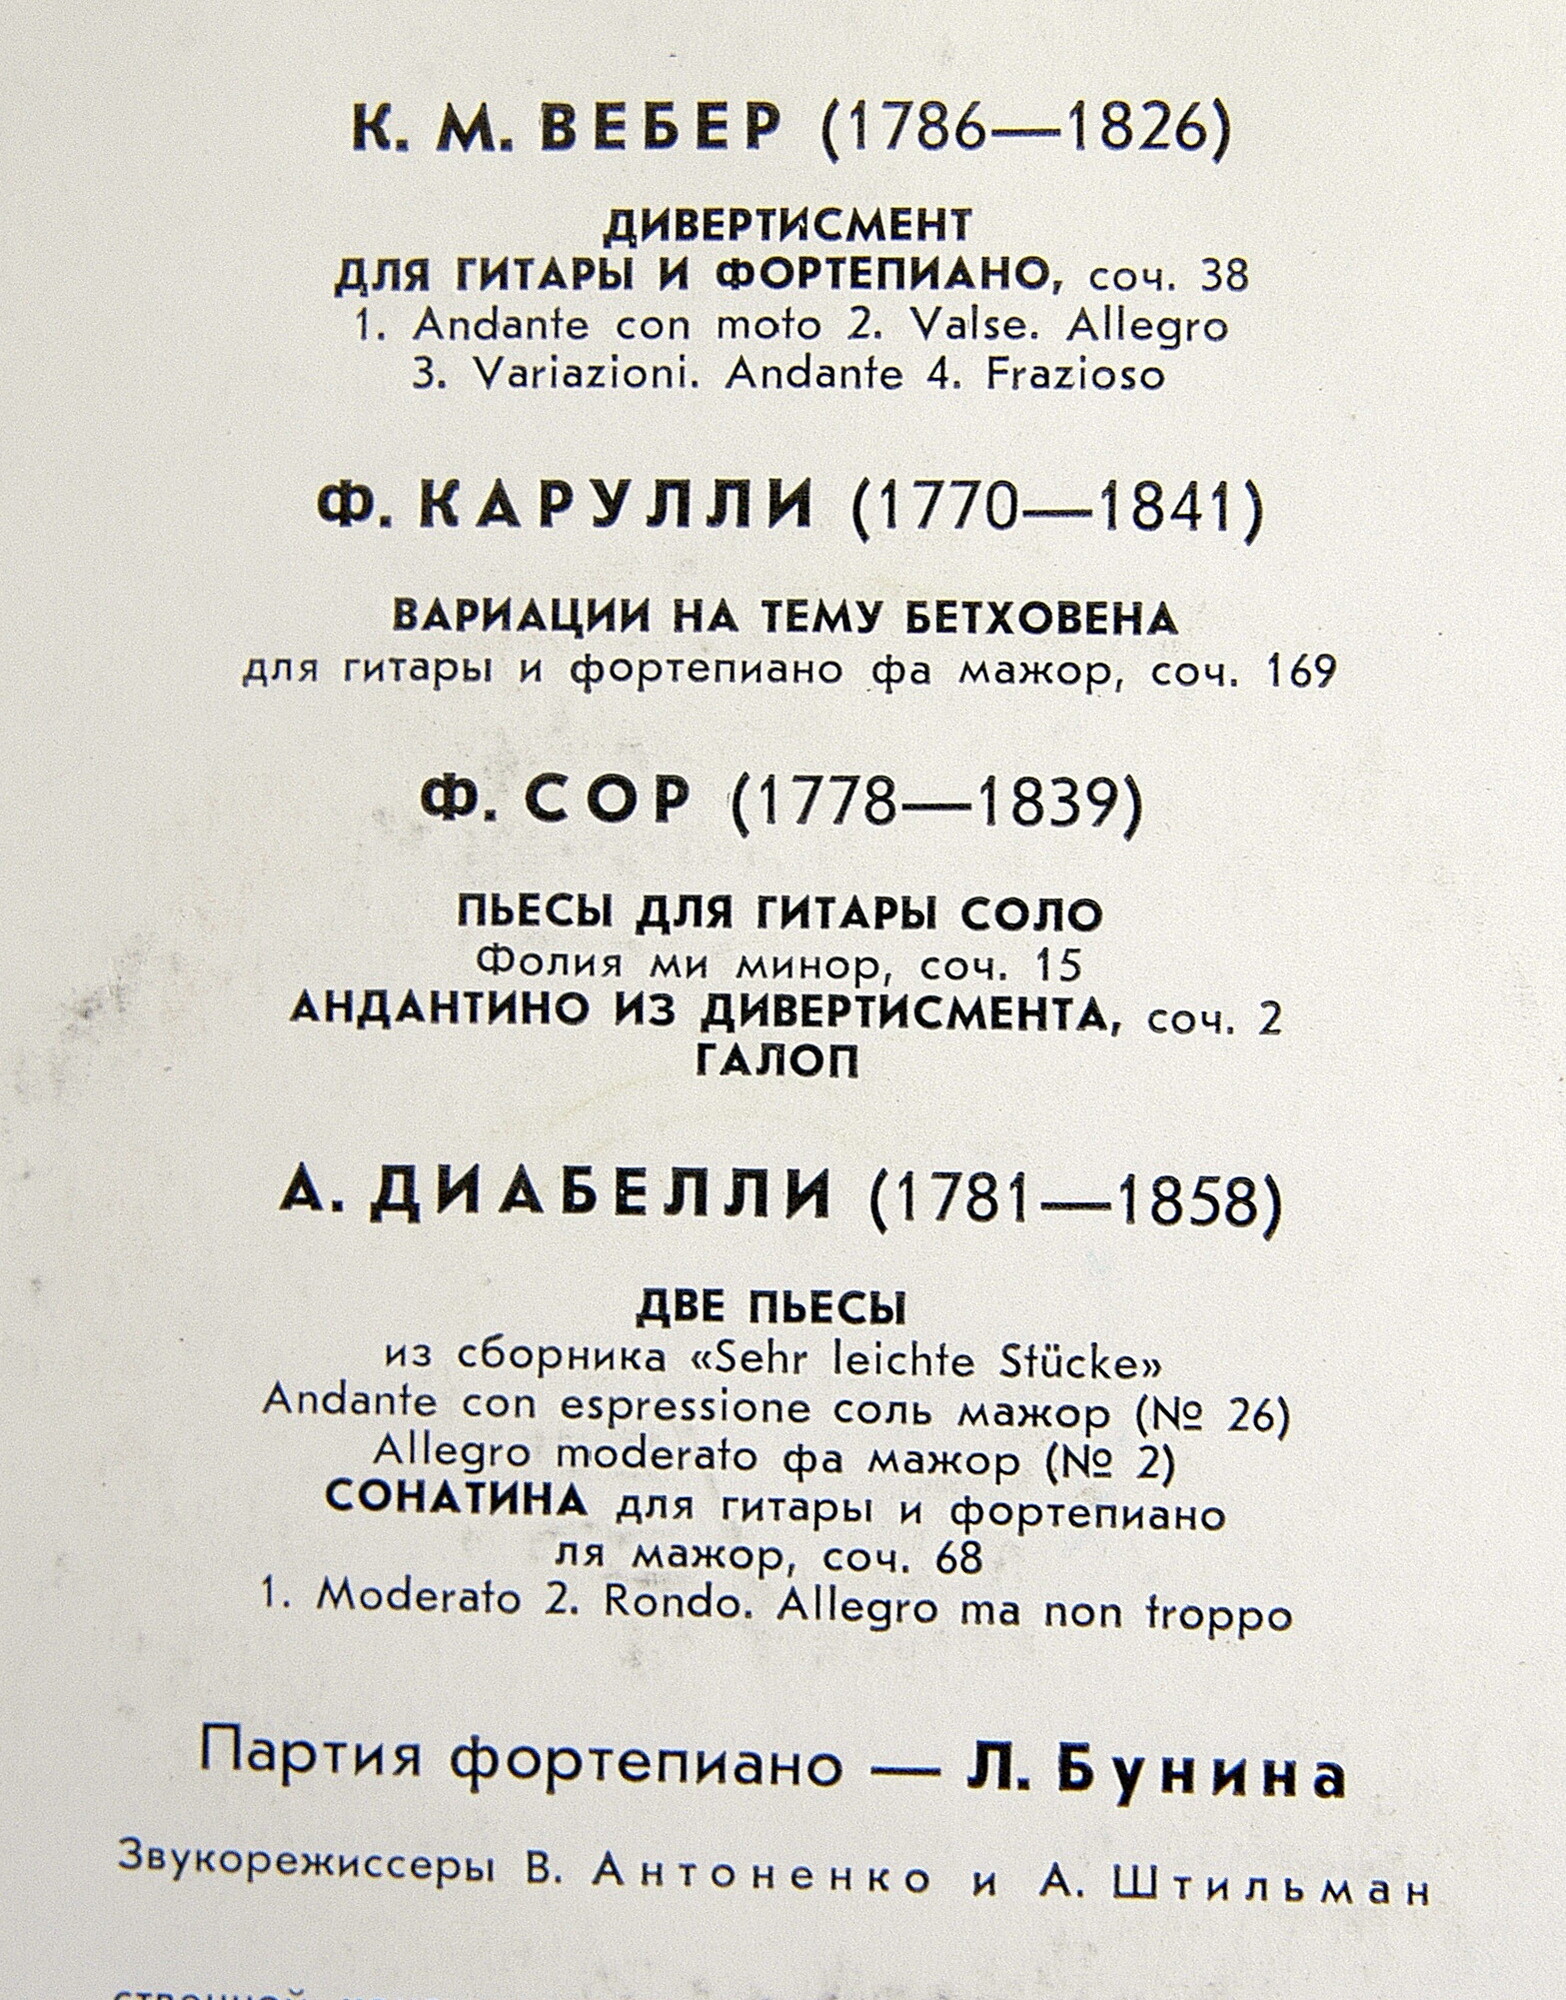 К. М. ВЕБЕР (1786—1826)
ДИВЕРТИСМЕНТ
ДЛЯ ГИТАРЫ И ФОРТЕПИАНО, соч. 38
1. Andante con moto 2. Valse. Allegro
3. Variazioni. Andante 4. Frazioso
Ф. КАРУЛЛИ (1770—1841)
ВАРИАЦИИ НА ТЕМУ БЕТХОВЕНА
для гитары и фортепиано фа мажор, соч. 169
Ф. СОР (1778—1839)
ПЬЕСЫ ДЛЯ ГИТАРЫ СОЛО
Фолия ми минор, соч. 15
АНДАНТИНО ИЗ ДИВЕРТИСМЕНТА, соч. 2
ГАЛОП
А. ДИАБЕЛЛИ (1781—1858)
ДВЕ ПЬЕСЫ
из сборника «Sehr leichte Stücke»
Andante con espressione соль мажор (№ 26)
Allegro moderato фа мажор (№ 2)
СОНАТИНА для гитары и фортепиано
ля мажор, соч. 68
1. Moderato 2. Rondo. Allegro ma non troppo
Партия фортепиано — Л. Бунина
Звукорежиссеры В. Антоненко и А. Штильман